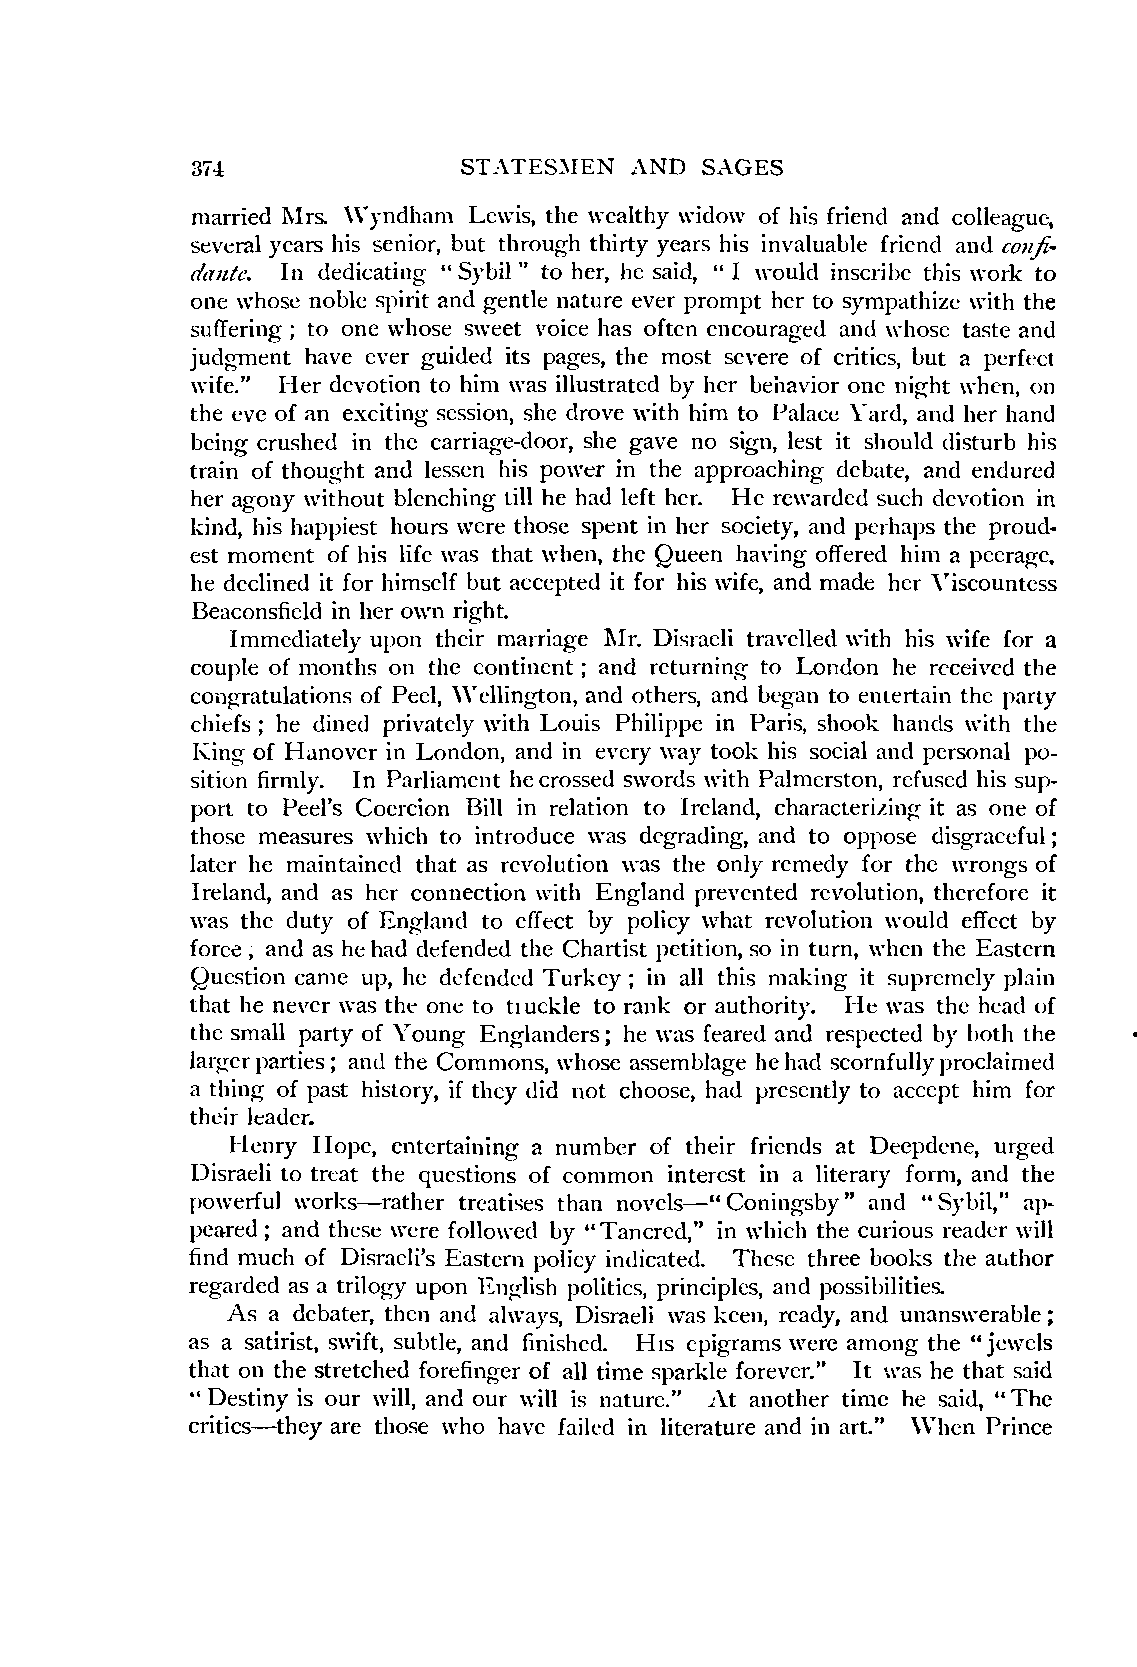 374 STATESMEN AND SAGES
married Mrs. Wyndham Lewis, the wealthy widow of his friend and colleague,
several years his senior, but through thirty years his invaluable friend and confi-
dante. In dedicating "Sybil" to her, he said, "I would inscribe this work to
one whose noble spirit and gentle nature ever prompt her to sympathize with the
suffering; to one whose sweet voice has often encouraged and whose taste and
judgment have ever guided its pages, the most severe of critics, but a perfect
wife." Her devotion to him was illustrated by her behavior one night when, on
the eve of an exciting session, she drove with him to Palace Yard, and her hand
being crushed in the carriage-door, she gave no sign, lest it should disturb his
train of thought and lessen his power in the approaching debate, and endured
her agony without blenching till he had left her. He rewarded such devotion in
kind, his happiest hours were those spent in her society, and perhaps the proud-
est moment of his life was that when, the Queen having offered him a peerage,
he declined it for himself but accepted it for his wife, and made her Viscountess
Beaconsfield in her own right.
Immediately upon their marriage Mr. Disraeli travelled with his wife for a
couple of months on the continent; and returning to London he received the
congratulations of Peel, Wellington, and others, and began to entertain the party
chiefs; he dined privately with Louis Philippe in Paris, shook hands with the
King of Hanover in London, and in every way took his social and personal po-
sition firmly. In Parliament he crossed swords with Palmerston, refused his sup-
port to Peel's Coercion Bill in relation to Ireland, characterizing it as one of
those measures which to introduce was degrading, and to oppose disgraceful;
later he maintained that as revolution was the only remedy for the wrongs of
Ireland, and as her connection with England prevented revolution, therefore it
was the duty of England to effect by policy what revolution would effect by
force; and as he had defended the Chartist petition, so in turn, when the Eastern
Question came up, he defended Turkey; in all this making it supremely plain
that he never was the one to truckle to rank or authority. He was the head of
the small party of Young Englanders; he was feared and respected by both the
larger parties; and the Commons, whose assemblage he had scornfully proclaimed
a thing of past history, if they did not choose, had presently to accept him for
their leader.
Henry Hope, entertaining a number of their friends at Deepdene, urged
Disraeli to treat the questions of common interest in a literary form, and the
powerful works—rather treatises than novels—"Coningsby" and "Sybil," ap-
peared; and these were followed by "Tancred," in which the curious reader will
find much of Disraeli's Eastern policy indicated. These three books the author
regarded as a trilogy upon English politics, principles, and possibilities.
As a debater, then and always, Disraeli was keen, ready, and unanswerable;
as a satirist, swift, subtle, and finished. His epigrams were among the "jewels
that on the stretched forefinger of all time sparkle forever." It was he that said
"Destiny is our will, and our will is nature." At another time he said, "The
critics—they are those who have failed in literature and in art." When Prince